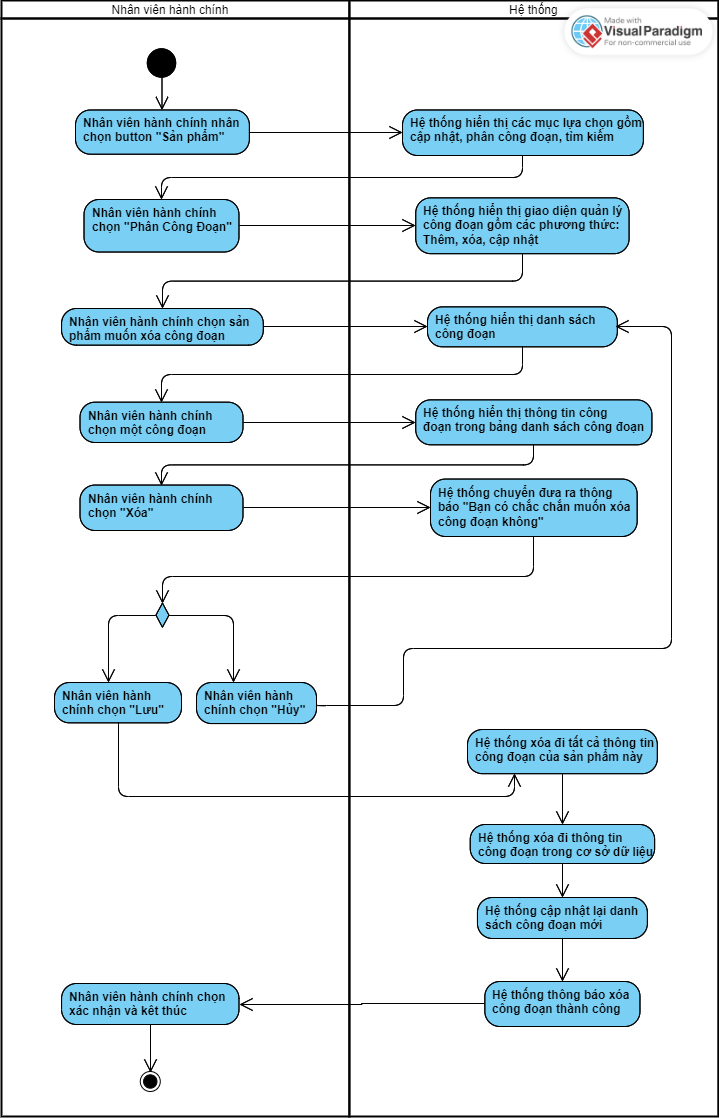 Nhân viên hành chính
Hệ thống
Made with
VisualParadigm
For non-commercial use
Nhân viên hành chính nhấn
chọn button "Sản phẩm"
Hệ thống hiển thị các mục lựa chọn gồm
cập nhật, phân công đoạn, tìm kiếm
Nhân viên hành chính
chọn "Phân Công Đoạn"
Hệ thống hiển thị giao diện quản lý
công đoạn gồm các phương thức:
Thêm, xóa, cập nhật
Nhân viên hành chính chọn sản
phẩm muốn xóa công đoạn
Hệ thống hiển thị danh sách
công đoạn
Nhân viên hành chính
chọn một công đoạn
Hệ thống hiển thị thông tin công
đoạn trong bảng danh sách công đoạn
Nhân viên hành chính
chọn "Xóa"
Hệ thống chuyển đưa ra thông
báo "Bạn có chắc chắn muốn xóa
công đoạn không"
Nhân viên hành
chính chọn "Lưu"
Nhân viên hành
chính chọn "Hủy"
Hệ thống xóa đi tất cả thông tin
công đoạn của sản phẩm này
Hệ thống xóa đi thông tin
công đoạn trong cơ sở dữ liệu
Hệ thống cập nhật lại danh
sách công đoạn mới
Nhân viên hành chính chọn
xác nhận và kết thúc
Hệ thống thông báo xóa
công đoạn thành công